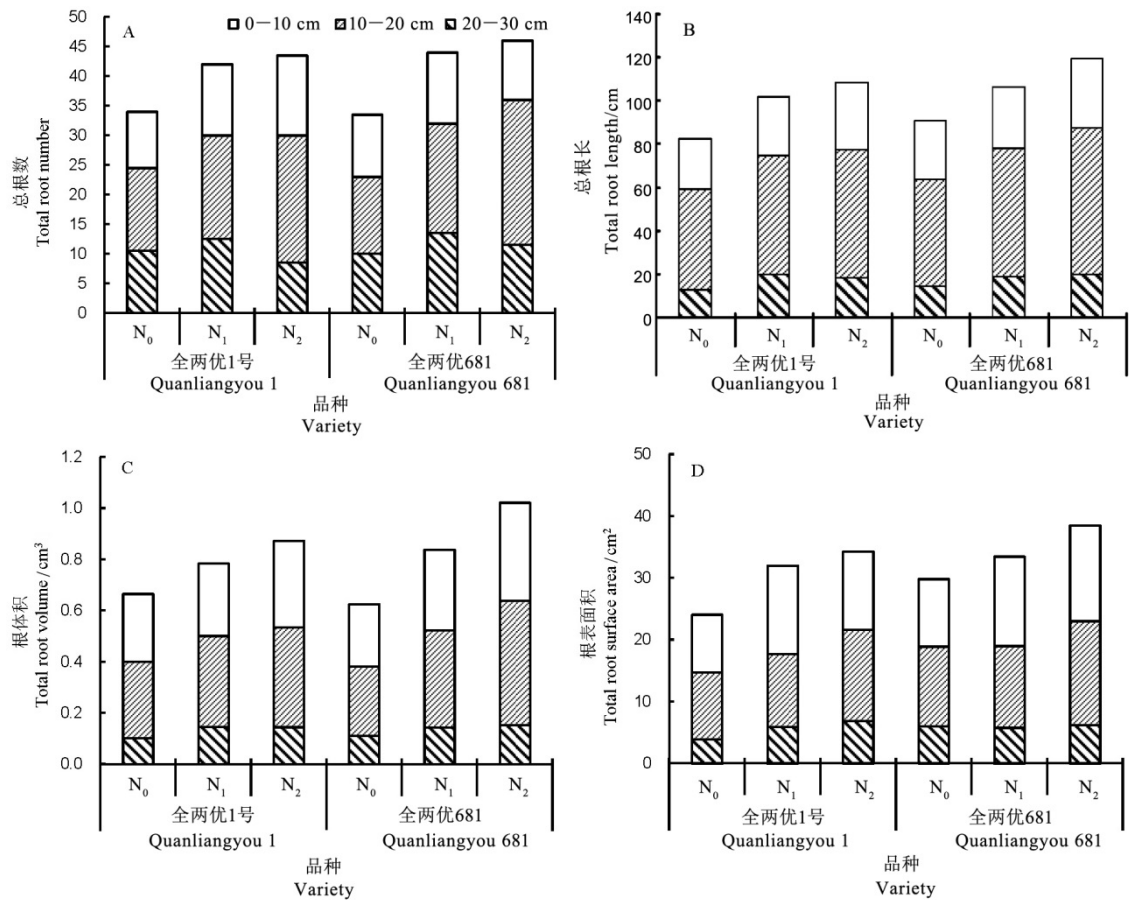 A
0—10 cm 10—20 cm 20—30 cm
总根数
Total root number
50
45
40
35
30
25
20
15
10
5
0
N₀ N₁ N₂ N₀ N₁ N₂
全两优1号 全两优681
Quanliangyou 1 Quanliangyou 681
品种
Variety
B
总根长
Total root length/cm
140
120
100
80
60
40
20
0
N₀ N₁ N₂ N₀ N₁ N₂
全两优1号 全两优681
Quanliangyou 1 Quanliangyou 681
品种
Variety
C
根体积
Total root volume/cm³
1.2
1.0
0.8
0.6
0.4
0.2
0.0
N₀ N₁ N₂ N₀ N₁ N₂
全两优1号 全两优681
Quanliangyou 1 Quanliangyou 681
品种
Variety
D
根表面积
Total root surface area/cm²
50
40
30
20
10
0
N₀ N₁ N₂ N₀ N₁ N₂
全两优1号 全两优681
Quanliangyou 1 Quanliangyou 681
品种
Variety